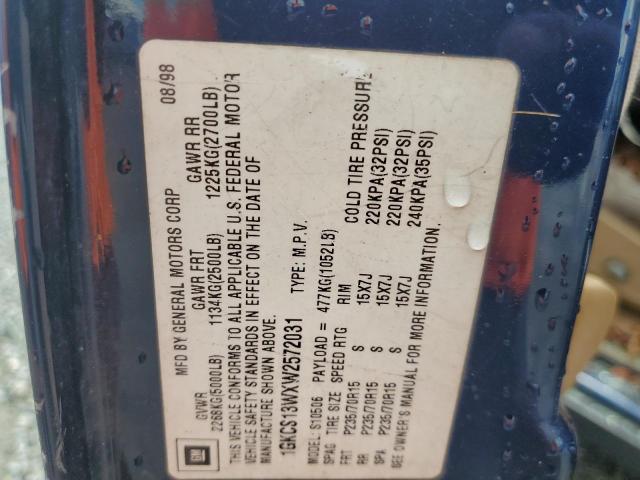 GM
MFD BY GENERAL MOTORS CORP 08/98
GVWR GAWR FRT GAWR RR
2268KG(5000LB) 1134KG(2500LB) 1225KG(2700LB)
THIS VEHICLE CONFORMS TO ALL APPLICABLE U.S. FEDERAL MOTOR
VEHICLE SAFETY STANDARDS IN EFFECT ON THE DATE OF
MANUFACTURE SHOWN ABOVE.
1GKCS13WXW2572031 TYPE: M.P.V.
MODEL: S10506 PAYLOAD = 477KG(1052LB)
SPAG TIRE SIZE SPEED RTG RIM COLD TIRE PRESSURE
FRT P235/70R15 S 15X7J 220KPA(32PSI)
RR P235/70R15 S 15X7J 220KPA(32PSI)
SPA P235/70R15 S 15X7J 240KPA(35PSI)
SEE OWNER'S MANUAL FOR MORE INFORMATION.